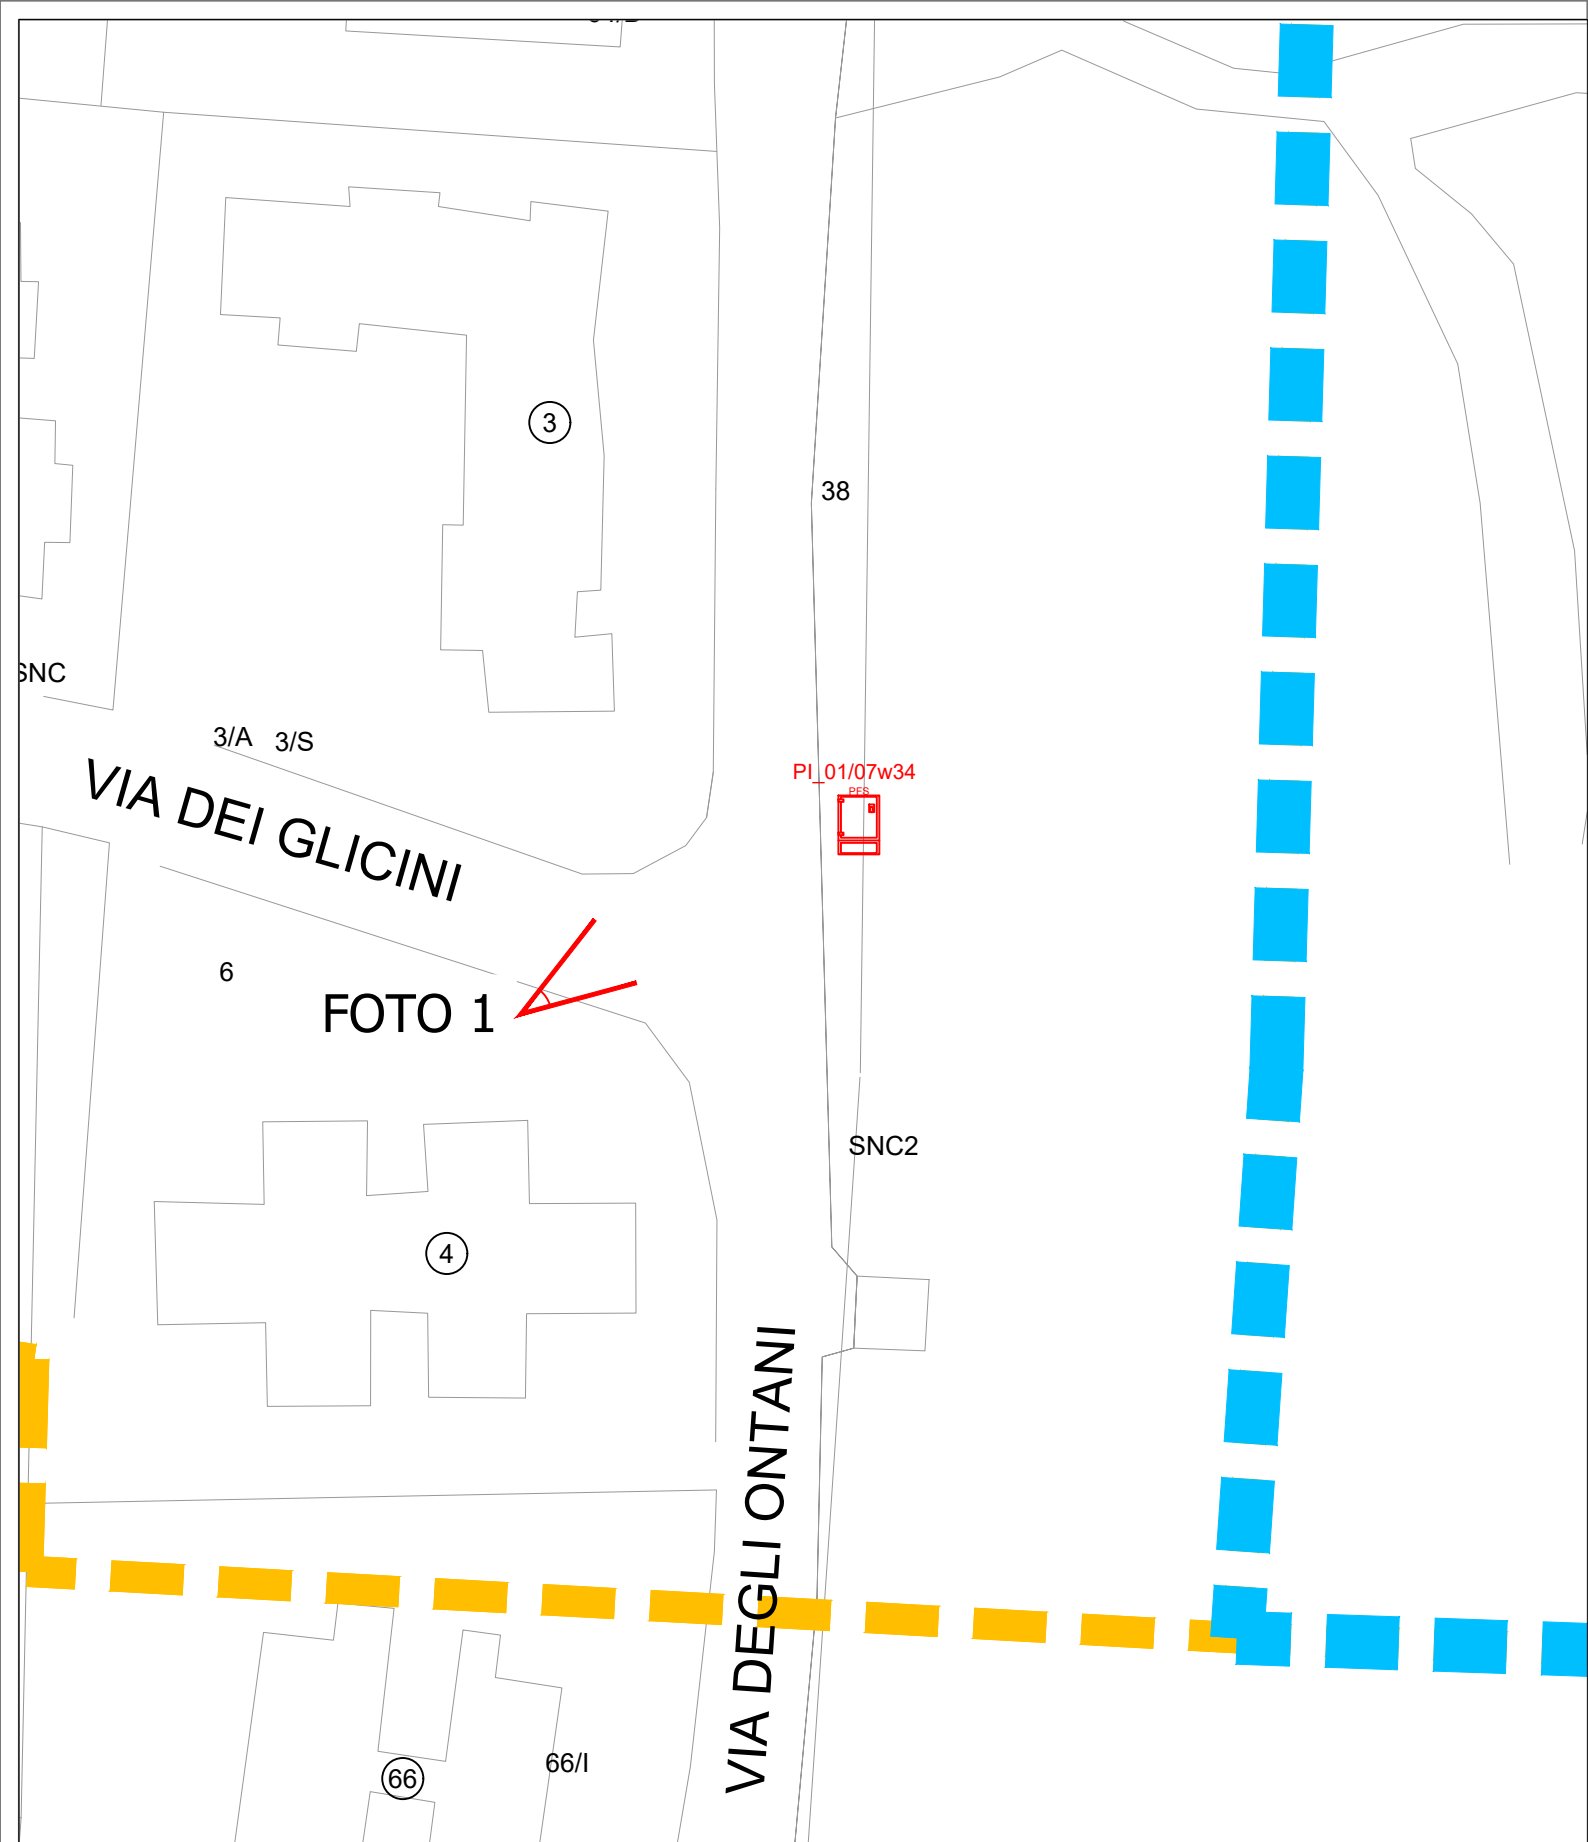 3
38
SNC
3/A 3/S
PI_01/07w34
PFS
VIA DEI GLICINI
6
FOTO 1
SNC2
4
VIA DEGLI ONTANI
66/I
66